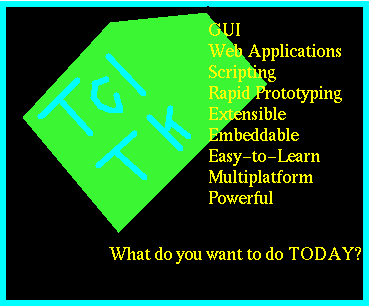 Tcl
Tk
GUI
Web Applications
Scripting
Rapid Prototyping
Extensible
Embeddable
Easy-to-Learn
Multiplatform
Powerful
What do you want to do TODAY?